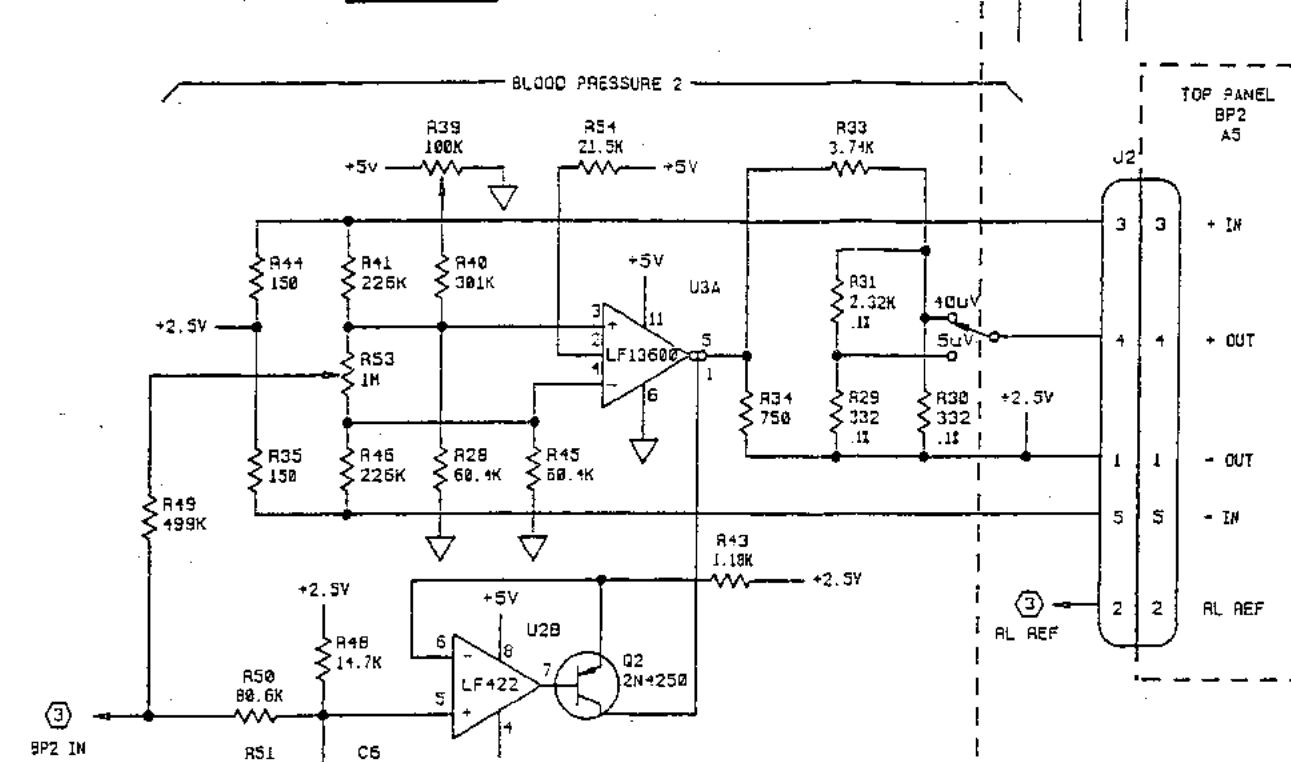 BLOOD PRESSURE 2
TOP PANEL
BP2
A5
R39
100K
+5V
R54
21.5K
+5V
R33
3.74K
J2
3 3 + IN
R44
150
R41
226K
R40
301K
+5V
U3A
R31
2.32K
.1%
40uV
+2.5V
3
+
11
5
2
LF13600
4
-
1
6
5uV
4 4 + OUT
R53
1M
R34
750
R29
332
.1%
R30
332
.1%
+2.5V
R35
150
R46
226K
R28
60.4K
R45
60.4K
1 1 - OUT
R49
499K
5 5 - IN
R43
1.18K
+2.5V
+2.5V
+5V
U2B
3
RL REF
2 2 RL REF
R48
14.7K
6
-
8
LF422
7
5
+
4
Q2
2N4250
R50
80.6K
3
BP2 IN
R51
C6